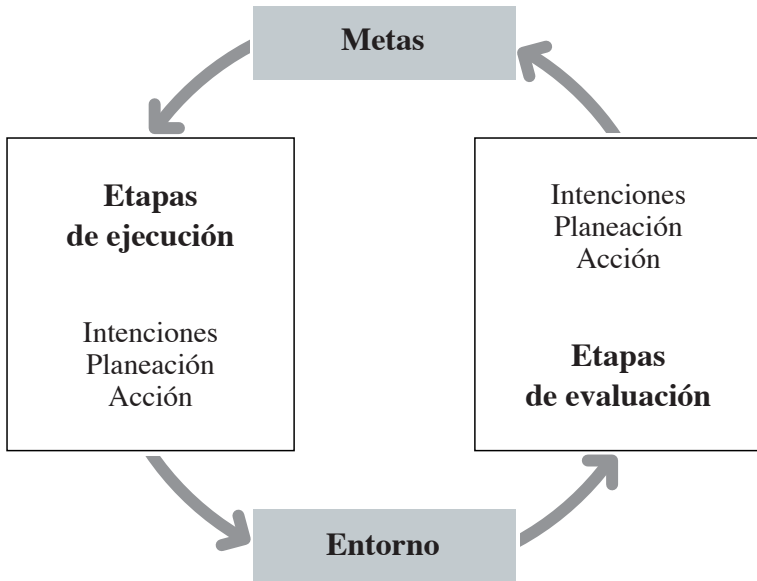 Metas
Etapas
de ejecución
Intenciones
Planeación
Acción
Intenciones
Planeación
Acción
Etapas
de evaluación
Entorno